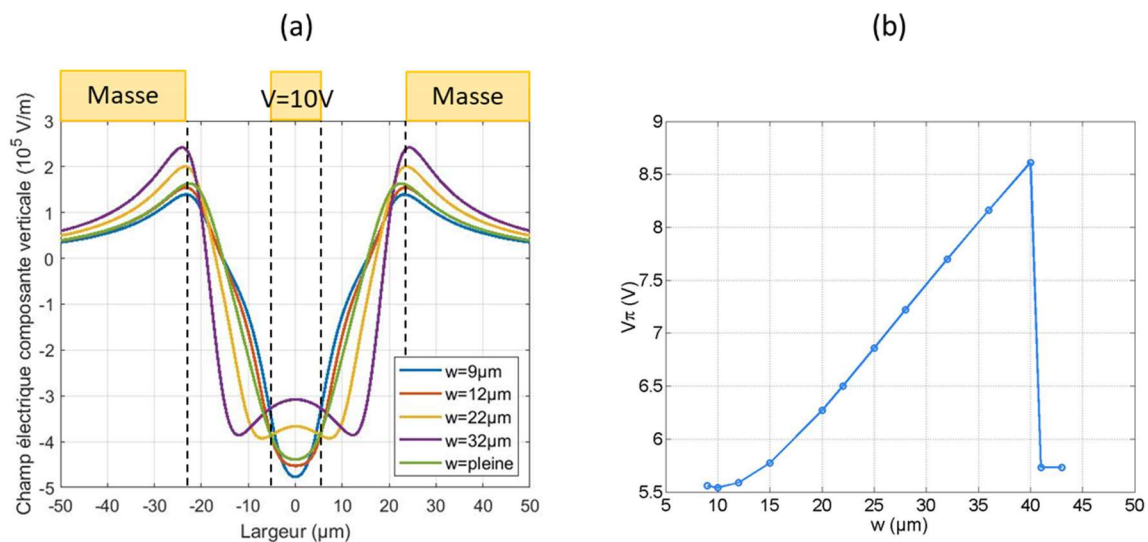 (a)
(b)
Masse
V=10V
Masse
Champ électrique composante verticale (10⁵ V/m)
3
2
1
0
-1
-2
-3
-4
-5
-50
-40
-30
-20
-10
0
10
20
30
40
50
Largeur (µm)
w=9µm
w=12µm
w=22µm
w=32µm
w=pleine
Vπ (V)
9
8.5
8
7.5
7
6.5
6
5.5
5
10
15
20
25
30
35
40
45
50
w (µm)